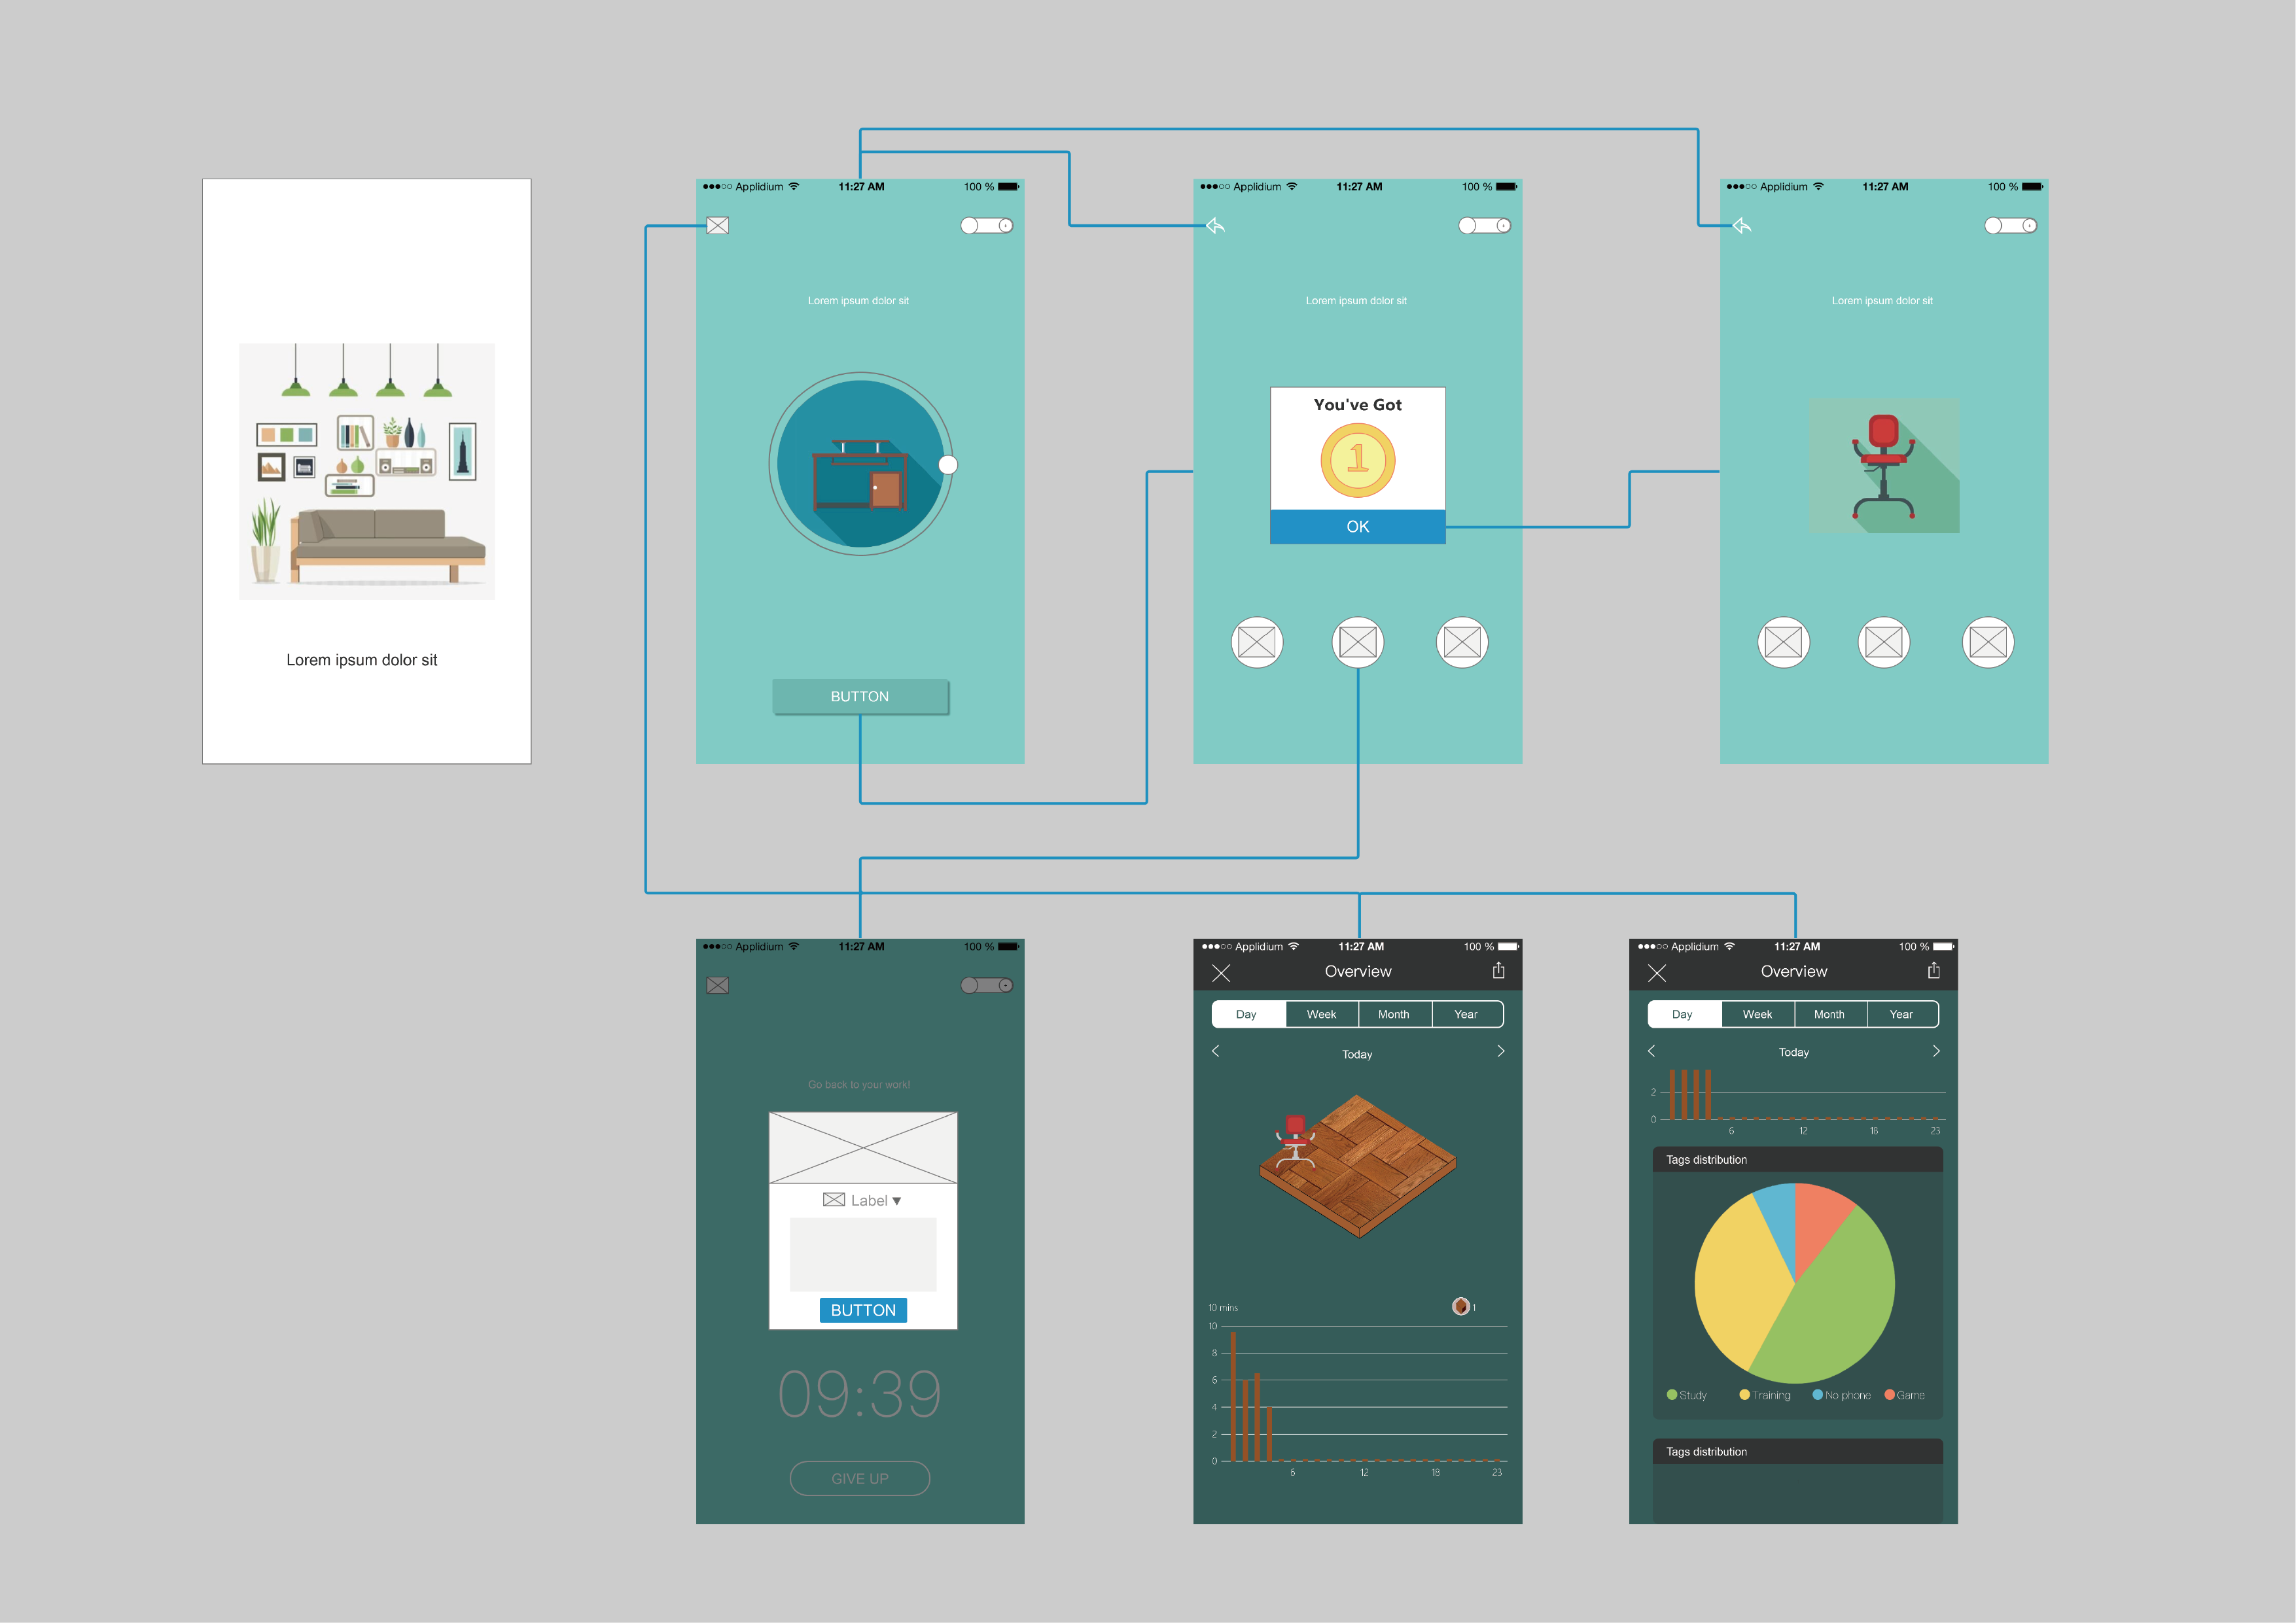 Lorem ipsum dolor sit
●●●○○ Applidium 11:27 AM 100 %
Lorem ipsum dolor sit
BUTTON
●●●○○ Applidium 11:27 AM 100 %
Lorem ipsum dolor sit
You've Got
1
OK
●●●○○ Applidium 11:27 AM 100 %
Lorem ipsum dolor sit
●●●○○ Applidium 11:27 AM 100 %
Go back to your work!
Label ▼
BUTTON
09:39
GIVE UP
●●●○○ Applidium 11:27 AM 100 %
Overview
Day Week Month Year
Today
10 mins 1
10
8
6
4
2
0
6 12 18 23
●●●○○ Applidium 11:27 AM 100 %
Overview
Day Week Month Year
Today
2
0
6 12 18 23
Tags distribution
Study Training No phone Game
Tags distribution